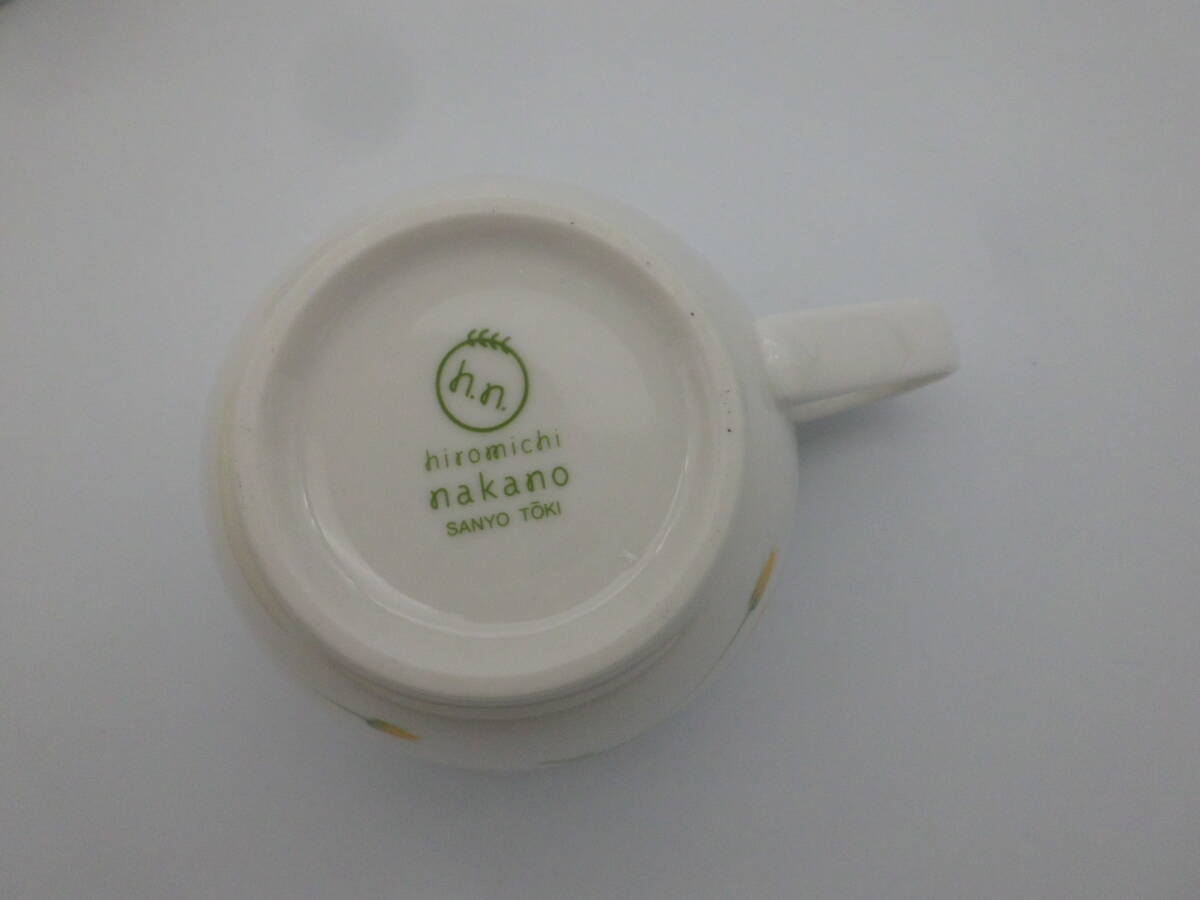 h.n.
hiromichi
nakano
SANYO TŌKI